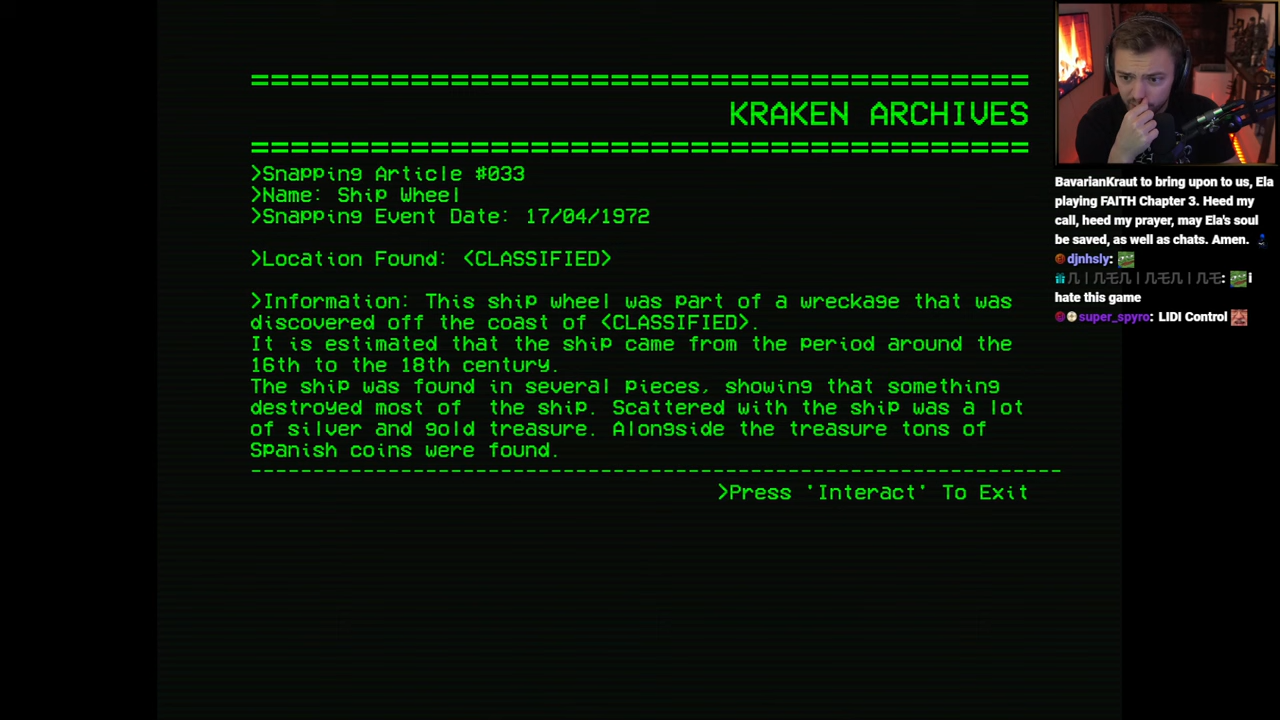 ========================================
KRAKEN ARCHIVES
========================================
>Snapping Article #033
>Name: Ship Wheel
>Snapping Event Date: 17/04/1972
>Location Found: <CLASSIFIED>
>Information: This ship wheel was part of a wreckage that was
discovered off the coast of <CLASSIFIED>.
It is estimated that the ship came from the period around the
16th to the 18th century.
The ship was found in several pieces, showing that something
destroyed most of  the ship. Scattered with the ship was a lot
of silver and gold treasure. Alongside the treasure tons of
Spanish coins were found.
-----------------------------------------------------------------
>Press 'Interact' To Exit
BavarianKraut to bring upon to us, Ela
playing FAITH Chapter 3. Heed my
call, heed my prayer, may Ela's soul
be saved, as well as chats. Amen.
djnhsly:
i
hate this game
super_spyro: LIDI Control